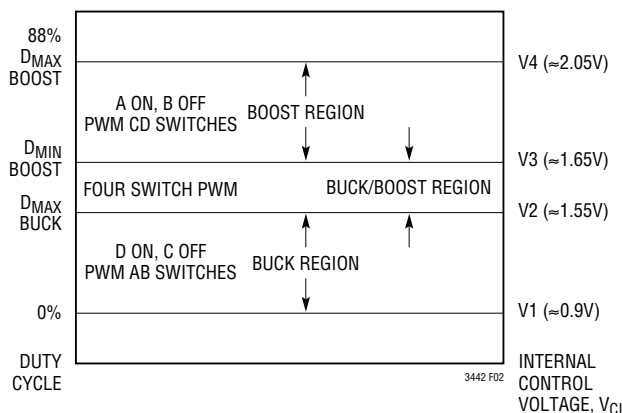 88%
DMAX
BOOST
V4 (≈2.05V)
A ON, B OFF
PWM CD SWITCHES
BOOST REGION
DMIN
BOOST
V3 (≈1.65V)
FOUR SWITCH PWM
BUCK/BOOST REGION
DMAX
BUCK
V2 (≈1.55V)
D ON, C OFF
PWM AB SWITCHES
BUCK REGION
0%
V1 (≈0.9V)
DUTY
CYCLE
3442 F02
INTERNAL
CONTROL
VOLTAGE, VCI